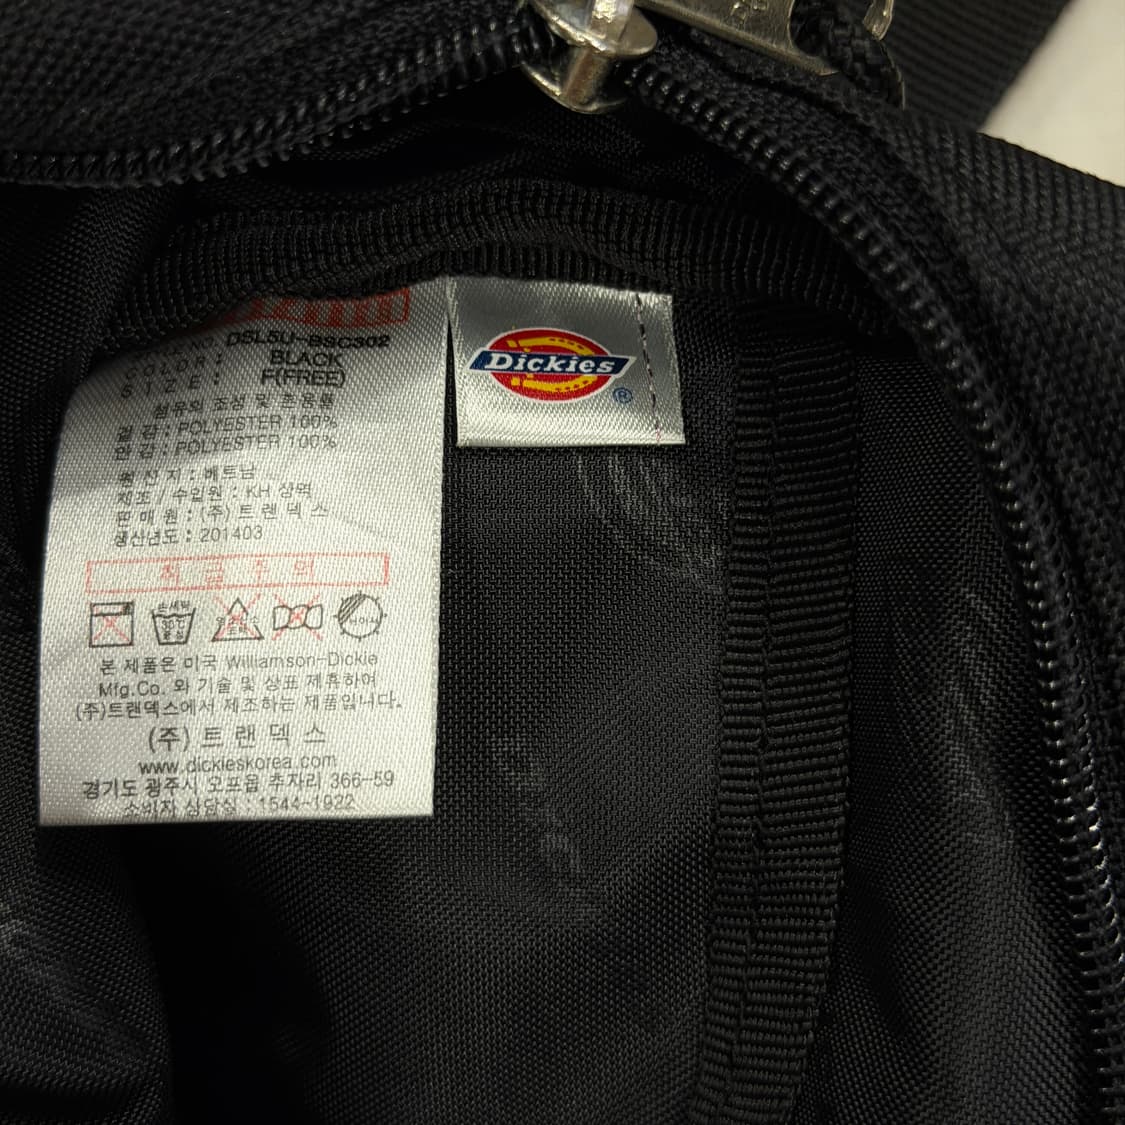 DSL5U-BSC302
BLACK
SIZE: F(FREE)
섬유의 조성 및
겉감: POLYESTER 100%
안감: POLYESTER 100%
원산지: 베트남
제조/수입원: KH 상역
판매원: (주)트랜덱스
생산년도: 201403
취급주의
본 제품은 미국 Williamson-Dickie
Mfg.Co. 와 기술 및 상표 제휴하여
(주)트랜덱스에서 제조하는 제품입니다.
(주)트랜덱스
www.dickieskorea.com
경기도 광주시 오포읍 추자리 366-59
소비자 상담실: 1544-1922
Dickies ®